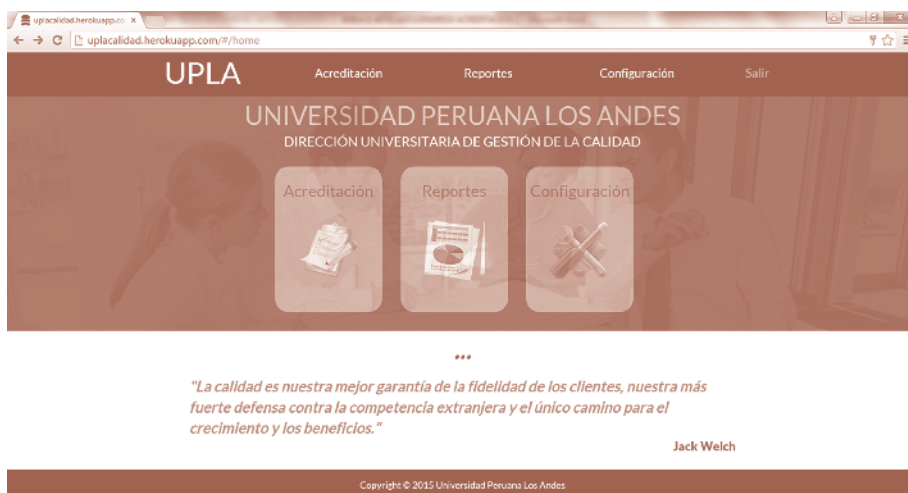 uplacalidad.herokuapp.co
uplacalidad.herokuapp.com/#/home
UPLA
Acreditación
Reportes
Configuración
Salir
UNIVERSIDAD PERUANA LOS ANDES
DIRECCIÓN UNIVERSITARIA DE GESTIÓN DE LA CALIDAD
Acreditación
Reportes
Configuración
•••
"La calidad es nuestra mejor garantía de la fidelidad de los clientes, nuestra más
fuerte defensa contra la competencia extranjera y el único camino para el
crecimiento y los beneficios."
Jack Welch
Copyright © 2015 Universidad Peruana Los Andes